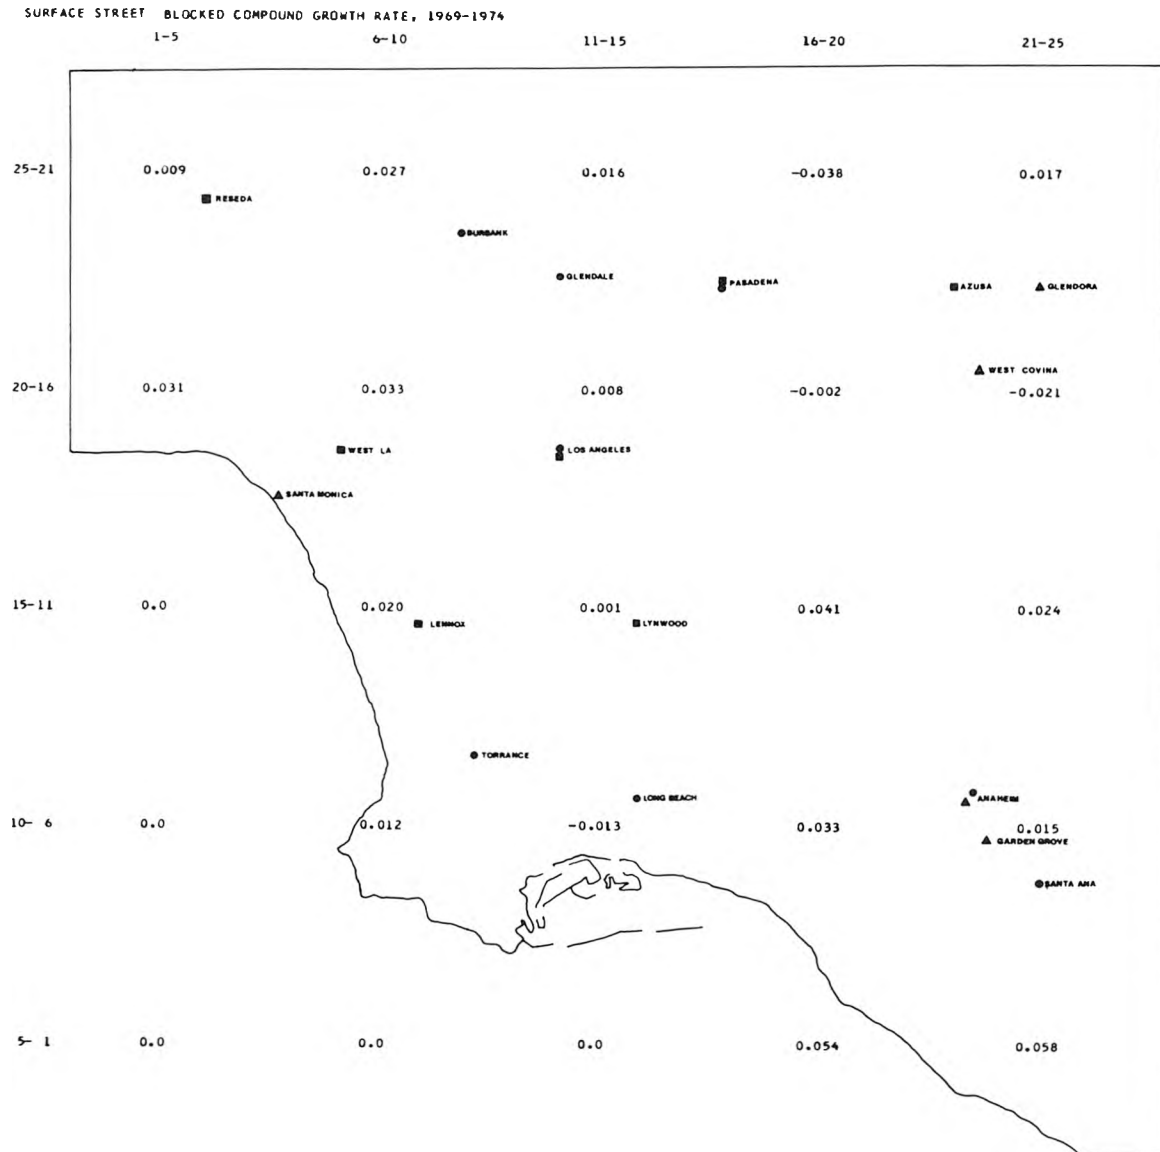 SURFACE STREET BLOCKED COMPOUND GROWTH RATE, 1969-1974
1-5 6-10 11-15 16-20 21-25
25-21 0.009 0.027 0.016 -0.038 0.017
RESEDA
BURBANK
GLENDALE PASADENA AZUSA GLENDORA
WEST COVINA
20-16 0.031 0.033 0.008 -0.002 -0.021
WEST LA LOS ANGELES
SANTA MONICA
15-11 0.0 0.020 0.001 0.041 0.024
LENNOX LYNWOOD
TORRANCE
LONG BEACH ANAHEIM
10- 6 0.0 0.012 -0.013 0.033 0.015
GARDEN GROVE
SANTA ANA
5- 1 0.0 0.0 0.0 0.054 0.058